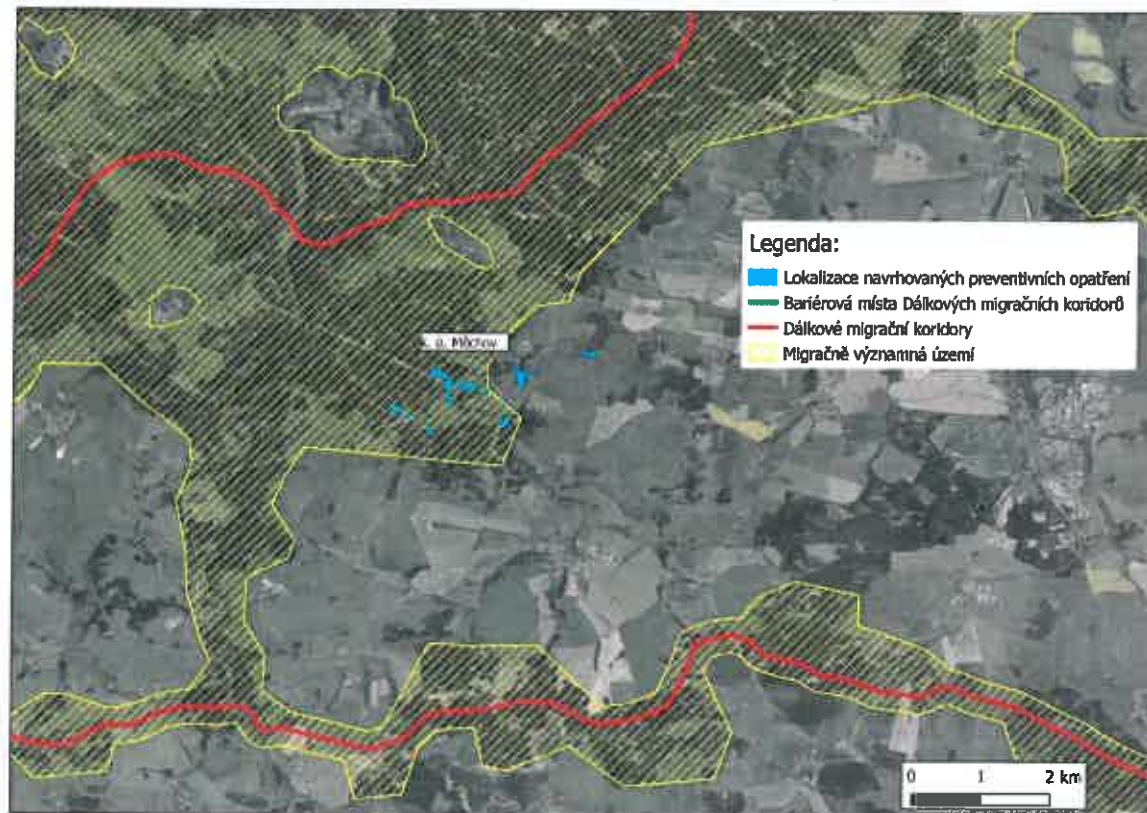 k. ú. Měchov
Legenda:
Lokalizace navrhovaných preventivních opatření
Bariérová místa Dálkových migračních koridorů
Dálkové migrační koridory
Migračně významná území
0 1 2 km